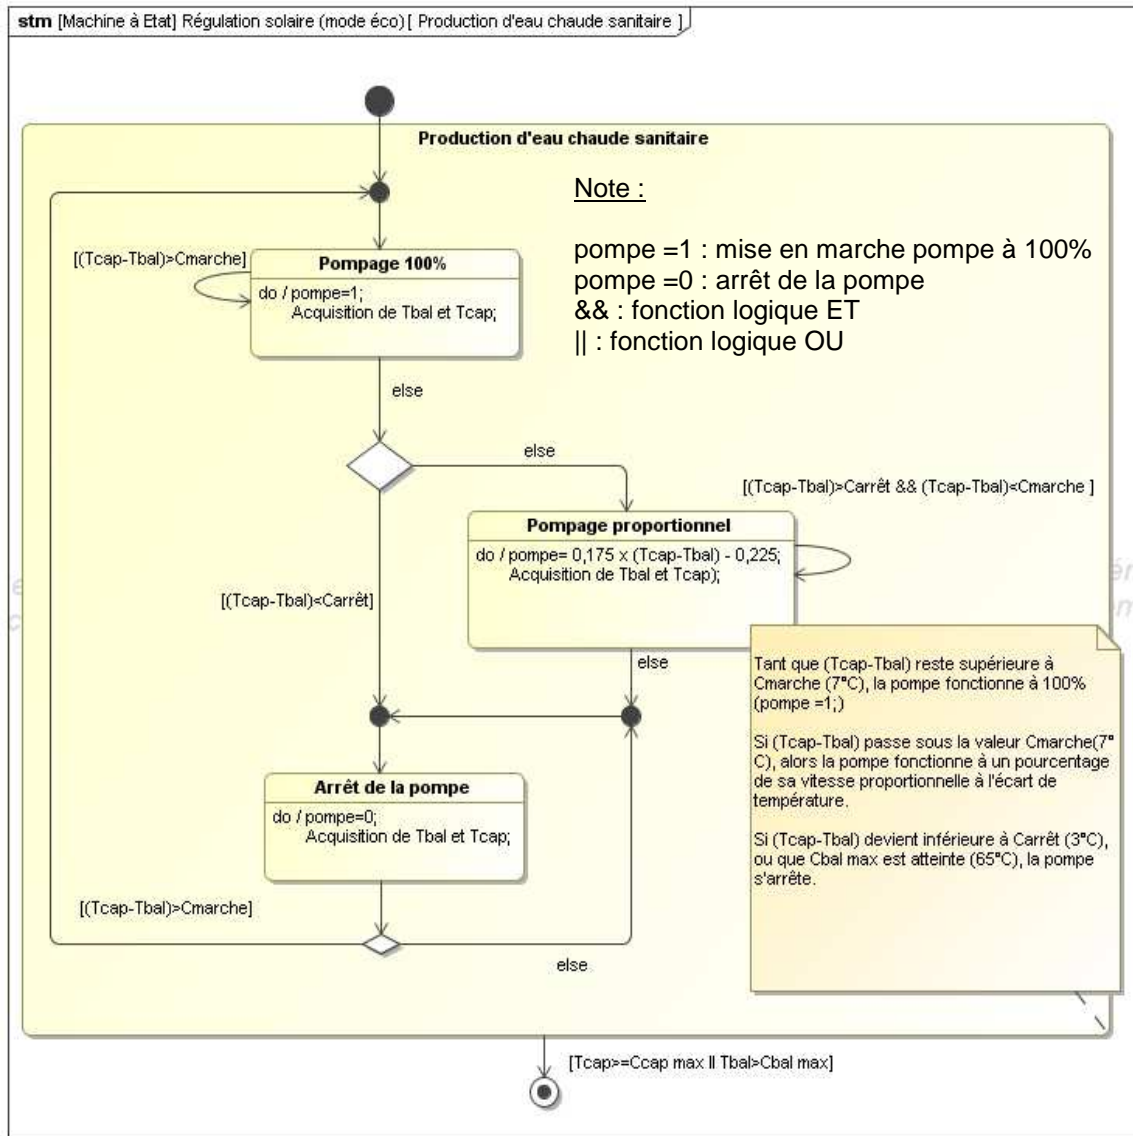 stm [Machine à Etat] Régulation solaire (mode éco) [ Production d'eau chaude sanitaire ]
Production d'eau chaude sanitaire
Note :
pompe =1 : mise en marche pompe à 100%
pompe =0 : arrêt de la pompe
&& : fonction logique ET
|| : fonction logique OU
[(Tcap-Tbal)>Cmarche]
Pompage 100%
do / pompe=1;
Acquisition de Tbal et Tcap;
else
else
[(Tcap-Tbal)>Carrêt && (Tcap-Tbal)<Cmarche ]
Pompage proportionnel
do / pompe= 0,175 x (Tcap-Tbal) - 0,225;
Acquisition de Tbal et Tcap);
[(Tcap-Tbal)<Carrêt]
else
Tant que (Tcap-Tbal) reste supérieure à
Cmarche (7°C), la pompe fonctionne à 100%
(pompe =1;)
Si (Tcap-Tbal) passe sous la valeur Cmarche(7°
C), alors la pompe fonctionne à un pourcentage
de sa vitesse proportionnelle à l'écart de
température.
Si (Tcap-Tbal) devient inférieure à Carrêt (3°C),
ou que Cbal max est atteinte (65°C), la pompe
s'arrête.
Arrêt de la pompe
do / pompe=0;
Acquisition de Tbal et Tcap;
[(Tcap-Tbal)>Cmarche]
else
[Tcap>=Ccap max || Tbal>Cbal max]